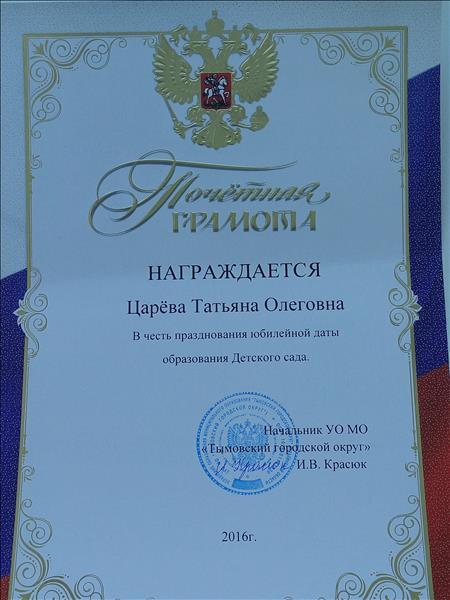 Почётная
ГРАМОТА
НАГРАЖДАЕТСЯ
Царёва Татьяна Олеговна
В честь празднования юбилейной даты
образования Детского сада.
Начальник УО МО
«Тымовский городской округ»
И.В. Красюк
2016г.